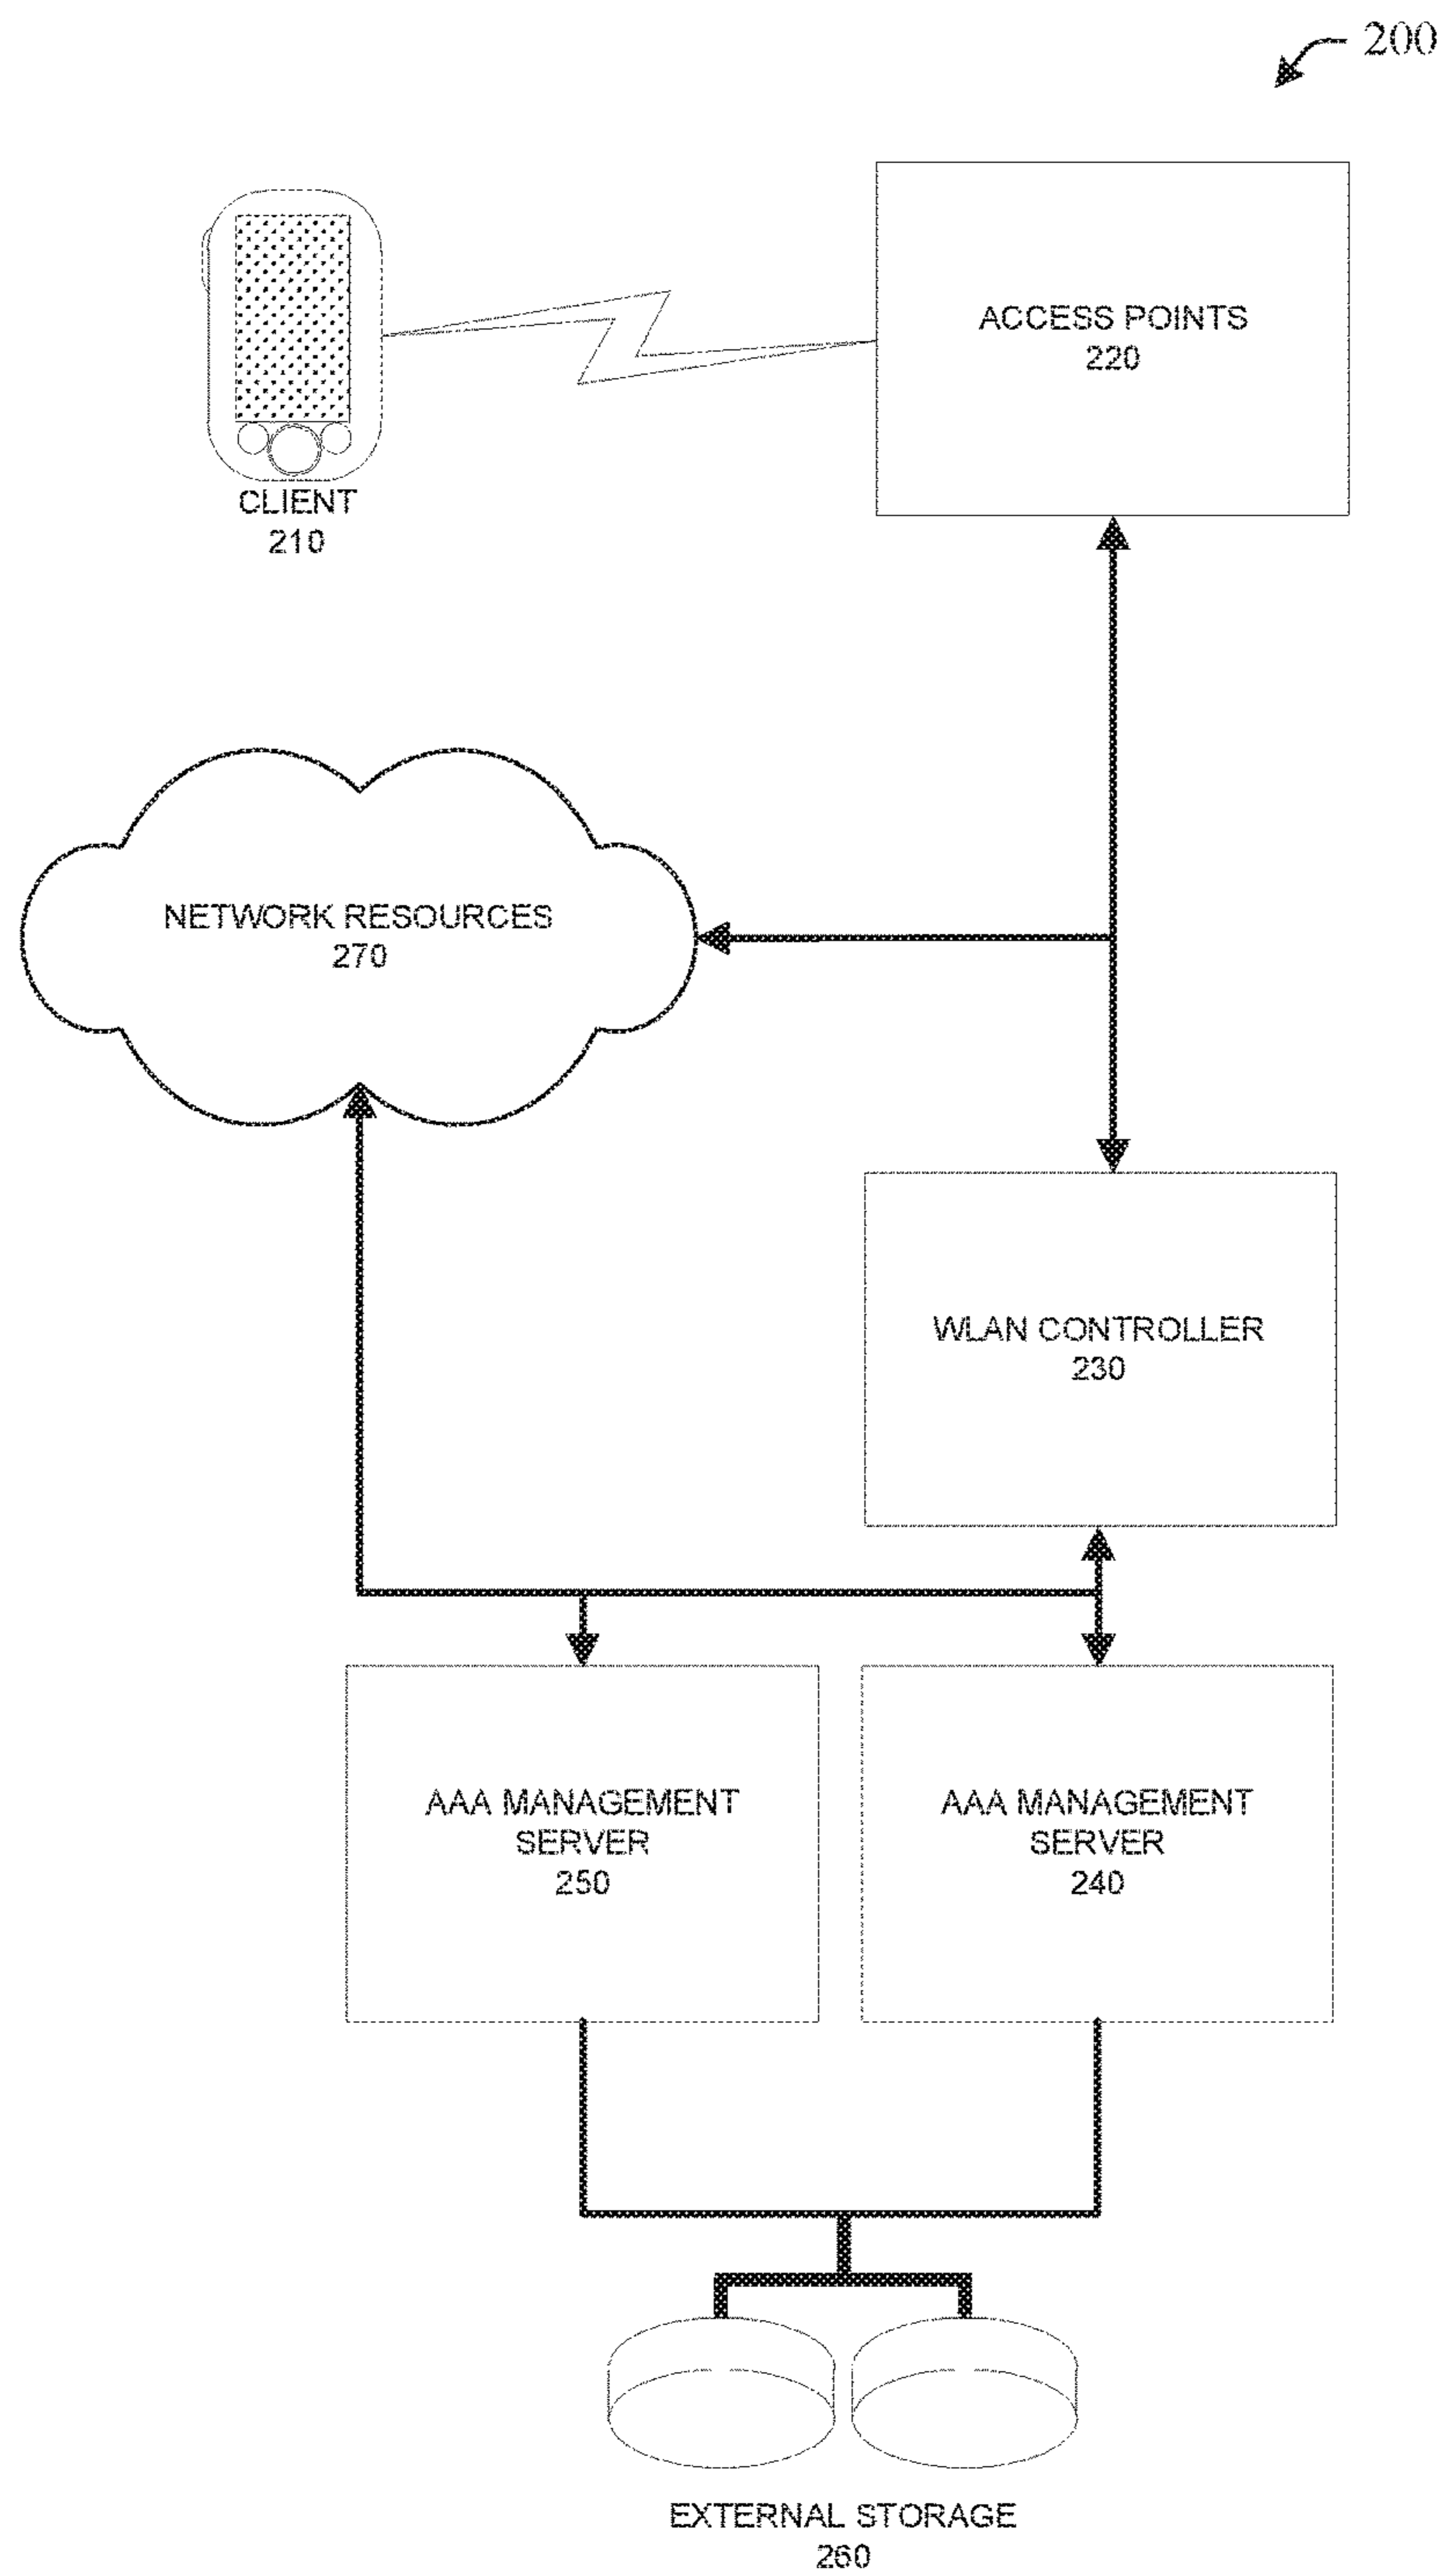 200
ACCESS POINTS
220
CLIENT
210
NETWORK RESOURCES
270
WLAN CONTROLLER
230
AAA MANAGEMENT
SERVER
250
AAA MANAGEMENT
SERVER
240
EXTERNAL STORAGE
260